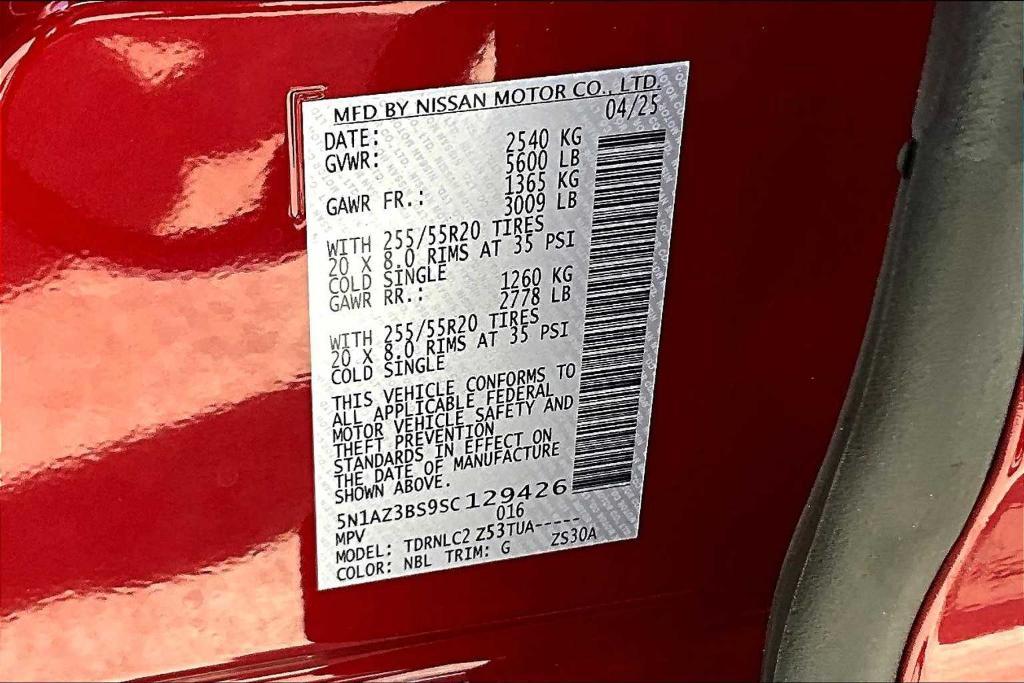 MFD BY NISSAN MOTOR CO., LTD.
DATE: 04/25
GVWR: 2540 KG
5600 LB
GAWR FR.: 1365 KG
3009 LB
WITH 255/55R20 TIRES
20 X 8.0 RIMS AT 35 PSI
COLD SINGLE
GAWR RR.: 1260 KG
2778 LB
WITH 255/55R20 TIRES
20 X 8.0 RIMS AT 35 PSI
COLD SINGLE
THIS VEHICLE CONFORMS TO
ALL APPLICABLE FEDERAL
MOTOR VEHICLE SAFETY AND
THEFT PREVENTION
STANDARDS IN EFFECT ON
THE DATE OF MANUFACTURE
SHOWN ABOVE.
5N1AZ3BS9SC129426
MPV 016
MODEL: TDRNLC2 Z53TUA-----
COLOR: NBL TRIM: G ZS30A